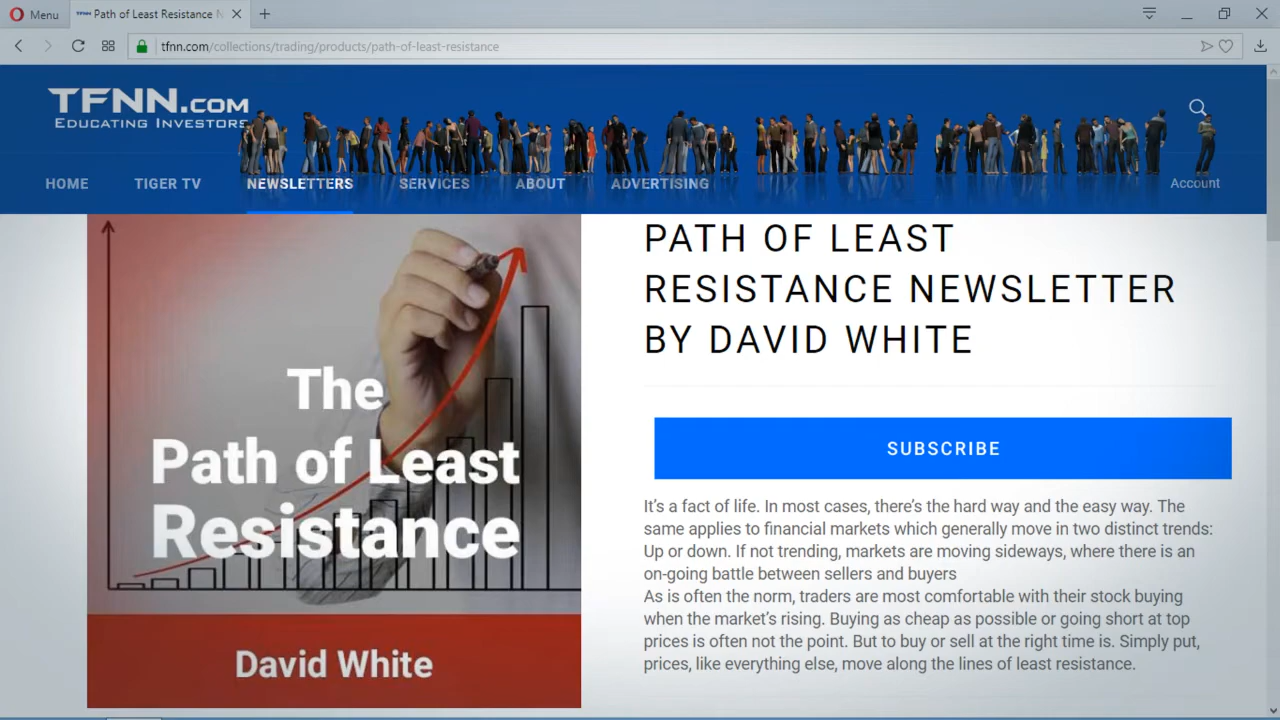 Menu
Path of Least Resistance N
tfnn.com/collections/trading/products/path-of-least-resistance
TFNN.COM
EDUCATING INVESTORS
HOME
TIGER TV
NEWSLETTERS
SERVICES
ABOUT
ADVERTISING
Account
The
Path of Least
Resistance
David White
PATH OF LEAST
RESISTANCE NEWSLETTER
BY DAVID WHITE
SUBSCRIBE
It's a fact of life. In most cases, there's the hard way and the easy way. The
same applies to financial markets which generally move in two distinct trends:
Up or down. If not trending, markets are moving sideways, where there is an
on-going battle between sellers and buyers
As is often the norm, traders are most comfortable with their stock buying
when the market's rising. Buying as cheap as possible or going short at top
prices is often not the point. But to buy or sell at the right time is. Simply put,
prices, like everything else, move along the lines of least resistance.